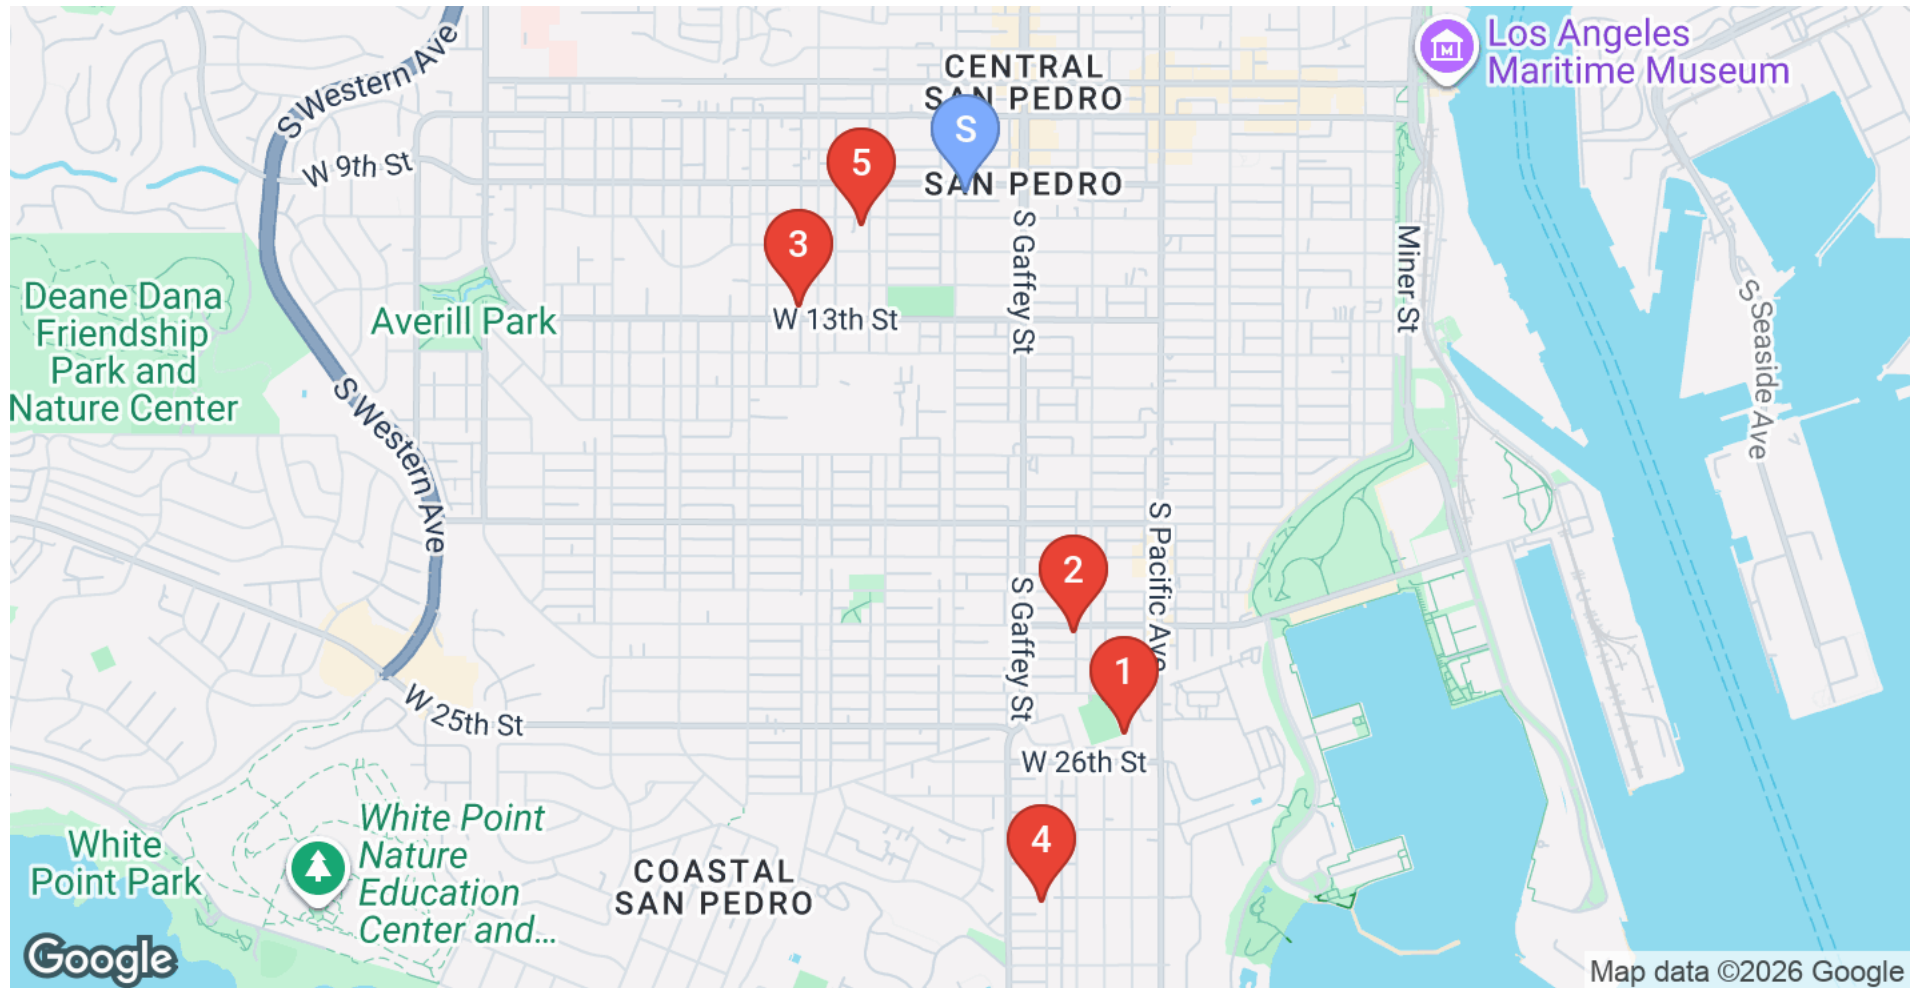 S Western Ave
CENTRAL
SAN PEDRO
Los Angeles
Maritime Museum
S
5
W 9th St
SAN PEDRO
3
S Gaffey St
Miner St
Deane Dana
Friendship
Park and
Nature Center
Averill Park
W 13th St
S Seaside Ave
S Western Ave
S Pacific Ave
2
S Gaffey St
1
W 25th St
W 26th St
4
White Point
Nature
Education
Center and...
White
Point Park
COASTAL
SAN PEDRO
Google
Map data ©2026 Google